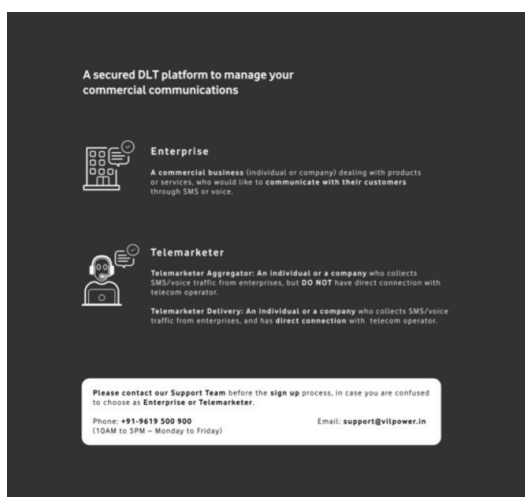 A secured DLT platform to manage your
commercial communications
Enterprise
A commercial business (individual or company) dealing with products
or services, who would like to communicate with their customers
through SMS or voice.
Telemarketer
Telemarketer Aggregator: An individual or a company who collects
SMS/voice traffic from enterprises, but DO NOT have direct connection with
telecom operator.
Telemarketer Delivery: An individual or a company who collects SMS/voice
traffic from enterprises, and has direct connection with telecom operator.
Please contact our Support Team before the sign up process, in case you are confused
to choose as Enterprise or Telemarketer.
Phone: +91-9619 500 900 Email: support@vilpower.in
(10AM to 5PM – Monday to Friday)